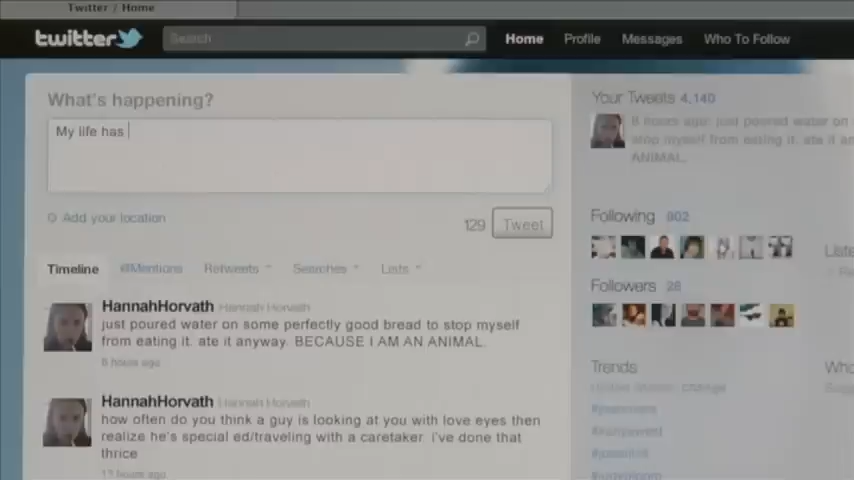 Twitter / Home
twitter
Search
Home Profile Messages Who To Follow
What's happening?
My life has
Add your location
129 Tweet
Timeline @Mentions Retweets Searches Lists
HannahHorvath Hannah Horvath
just poured water on some perfectly good bread to stop myself
from eating it. ate it anyway. BECAUSE I AM AN ANIMAL.
8 hours ago
HannahHorvath Hannah Horvath
how often do you think a guy is looking at you with love eyes then
realize he's special ed/traveling with a caretaker i've done that
thrice
13 hours ago
Your Tweets 4,140
8 hours ago: just poured water on
stop myself from eating it. ate it an
ANIMAL.
Following 902
Followers 26
Trends
change